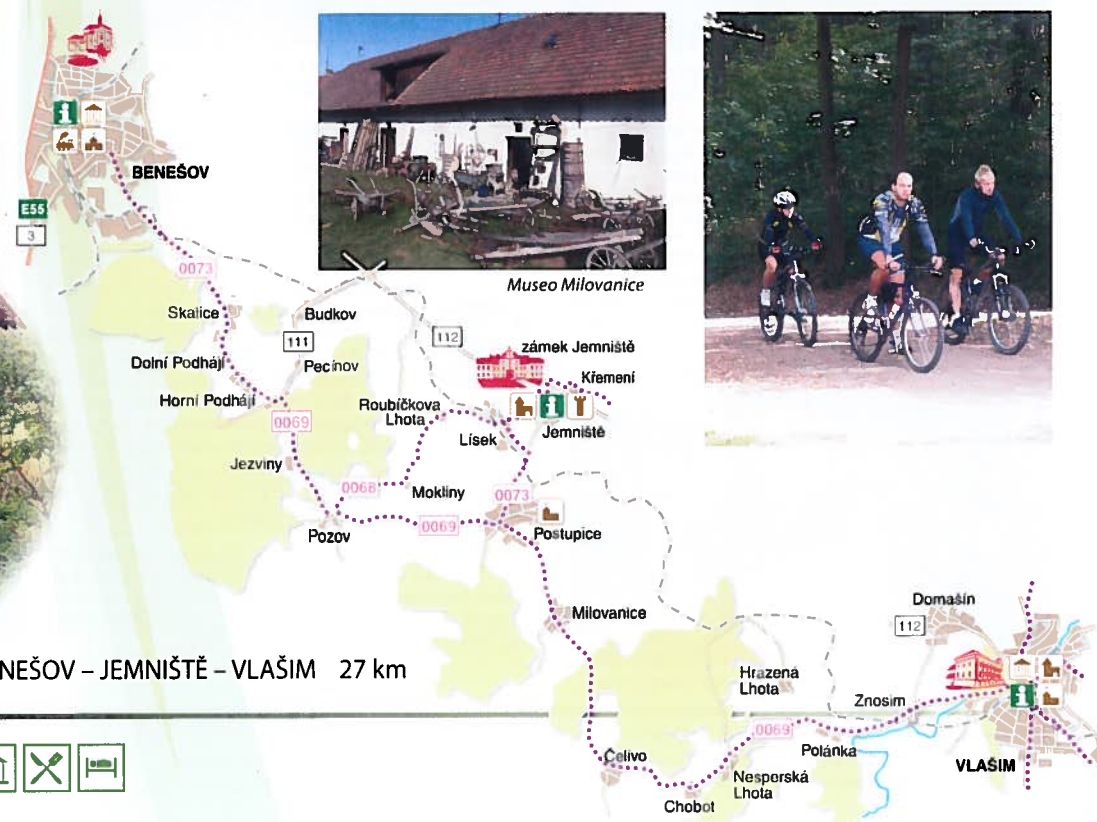 BENEŠOV
E55
3
0073
Museo Milovanice
Skalice
Budkov
111
112
zámek Jemniště
Dolní Podhájí
Pecínov
Křemení
Horní Podhájí
Roubíčkova
Lhota
0069
Lísek
Jemniště
Jezviny
0068
Mokliny
0073
0069
Pozov
Postupice
Milovanice
Domašín
112
NEŠOV – JEMNIŠTĚ – VLAŠIM 27 km
Hrazená
Lhota
Znosim
0069
Polánka
Čelivo
VLAŠIM
Nesperská
Lhota
Chobot